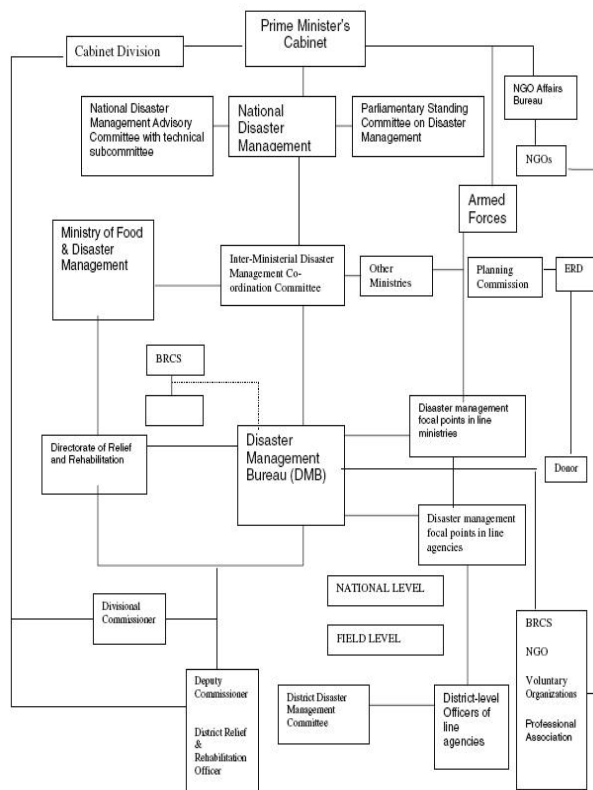 Prime Minister's
Cabinet
Cabinet Division
NGO Affairs
Bureau
National Disaster
Management Advisory
Committee with technical
subcommittee
National
Disaster
Management
Parliamentary Standing
Committee on Disaster
Management
NGOs
Armed
Forces
Ministry of Food
& Disaster
Management
Inter-Ministerial Disaster
Management Co-
ordination Committee
Other
Ministries
Planning
Commission
ERD
BRCS
Disaster management
focal points in line
ministries
Directorate of Relief
and Rehabilitation
Disaster
Management
Bureau (DMB)
Donor
Disaster management
focal points in line
agencies
NATIONAL LEVEL
Divisional
Commissioner
FIELD LEVEL
BRCS
NGO
Voluntary
Organizations
Professional
Association
Deputy
Commissioner
District Relief
&
Rehabilitation
Officer
District Disaster
Management
Committee
District-level
Officers of
line
agencies